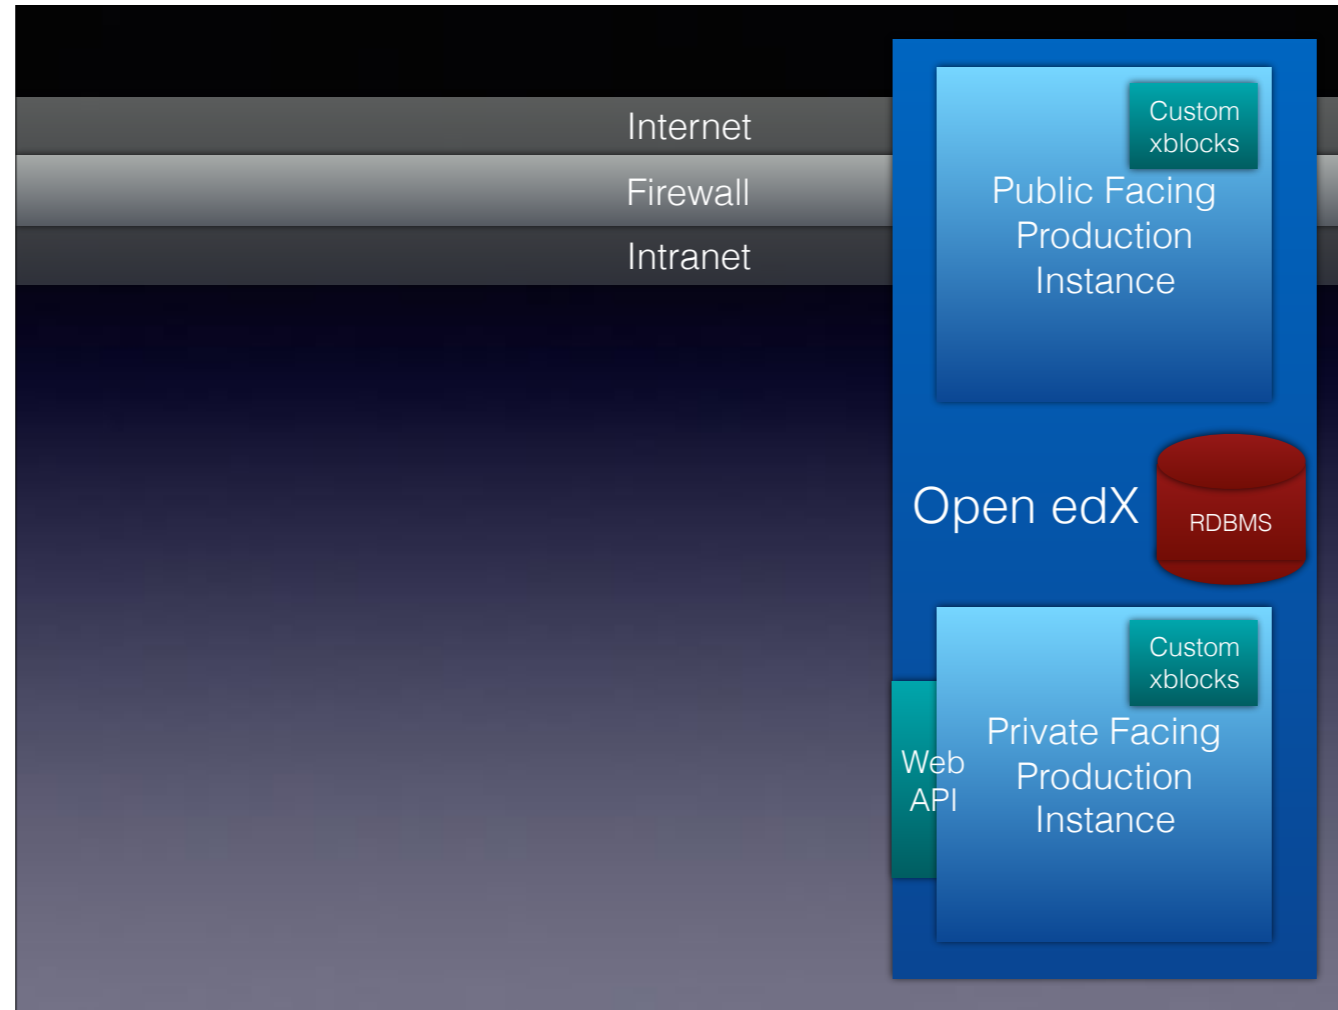 Internet
Firewall
Intranet
Custom
xblocks
Public Facing
Production
Instance
Open edX
RDBMS
Custom
xblocks
Private Facing
Production
Instance
Web
API